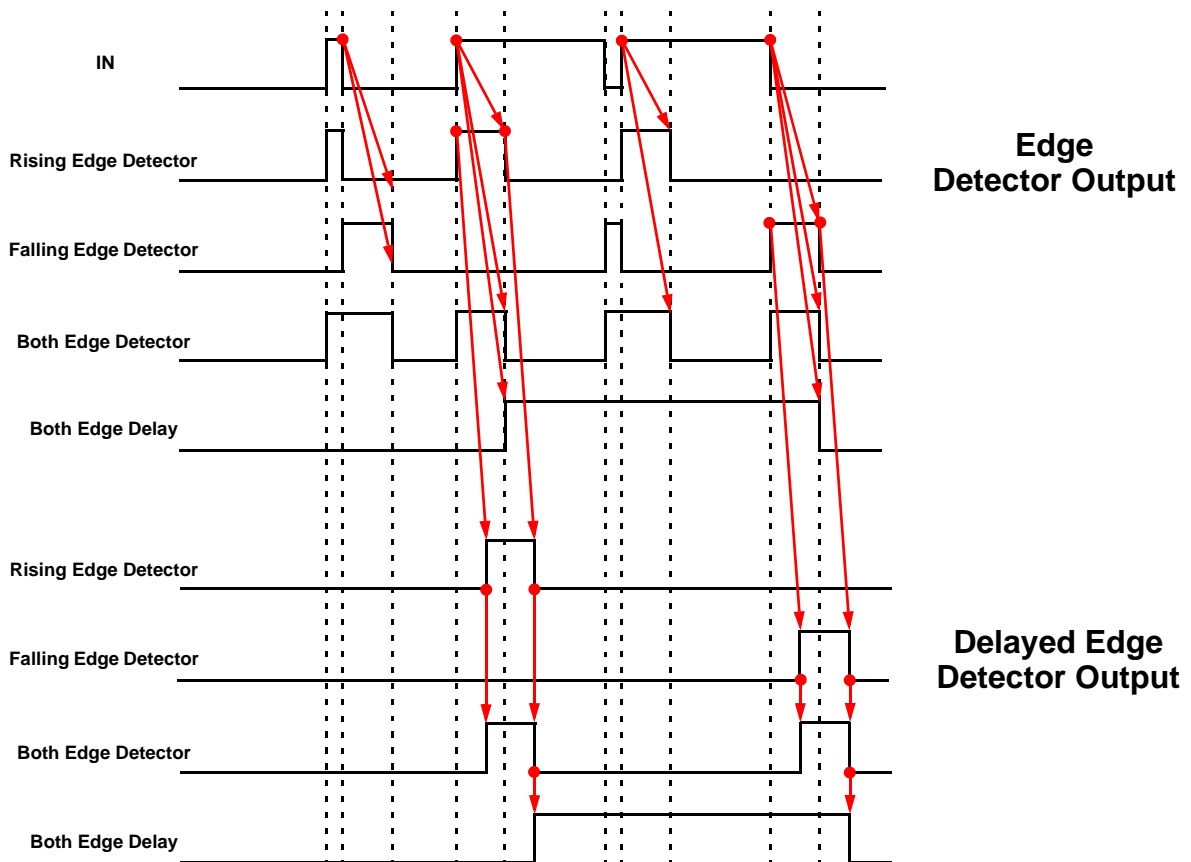 IN
Rising Edge Detector
Edge
Detector Output
Falling Edge Detector
Both Edge Detector
Both Edge Delay
Rising Edge Detector
Falling Edge Detector
Delayed Edge
Detector Output
Both Edge Detector
Both Edge Delay